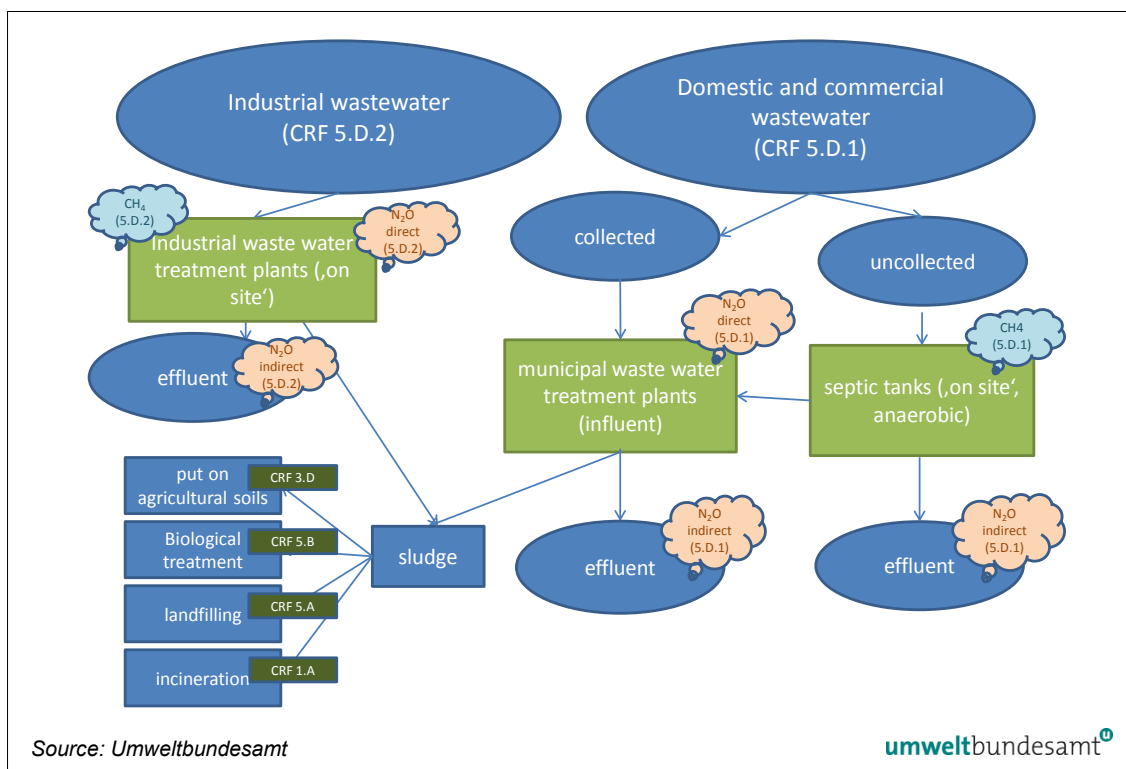 Industrial wastewater
(CRF 5.D.2)
Domestic and commercial
wastewater
(CRF 5.D.1)
CH₄
(5.D.2)
N₂O
direct
(5.D.2)
Industrial waste water
treatment plants (‚on
site‘)
collected
uncollected
N₂O
direct
(5.D.1)
CH4
(5.D.1)
effluent
N₂O
indirect
(5.D.2)
municipal waste water
treatment plants
(influent)
septic tanks (‚on site‘,
anaerobic)
put on
agricultural soils
CRF 3.D
Biological
treatment
CRF 5.B
landfilling
CRF 5.A
incineration
CRF 1.A
sludge
effluent
N₂O
indirect
(5.D.1)
effluent
N₂O
indirect
(5.D.1)
Source: Umweltbundesamt
umweltbundesamt
u